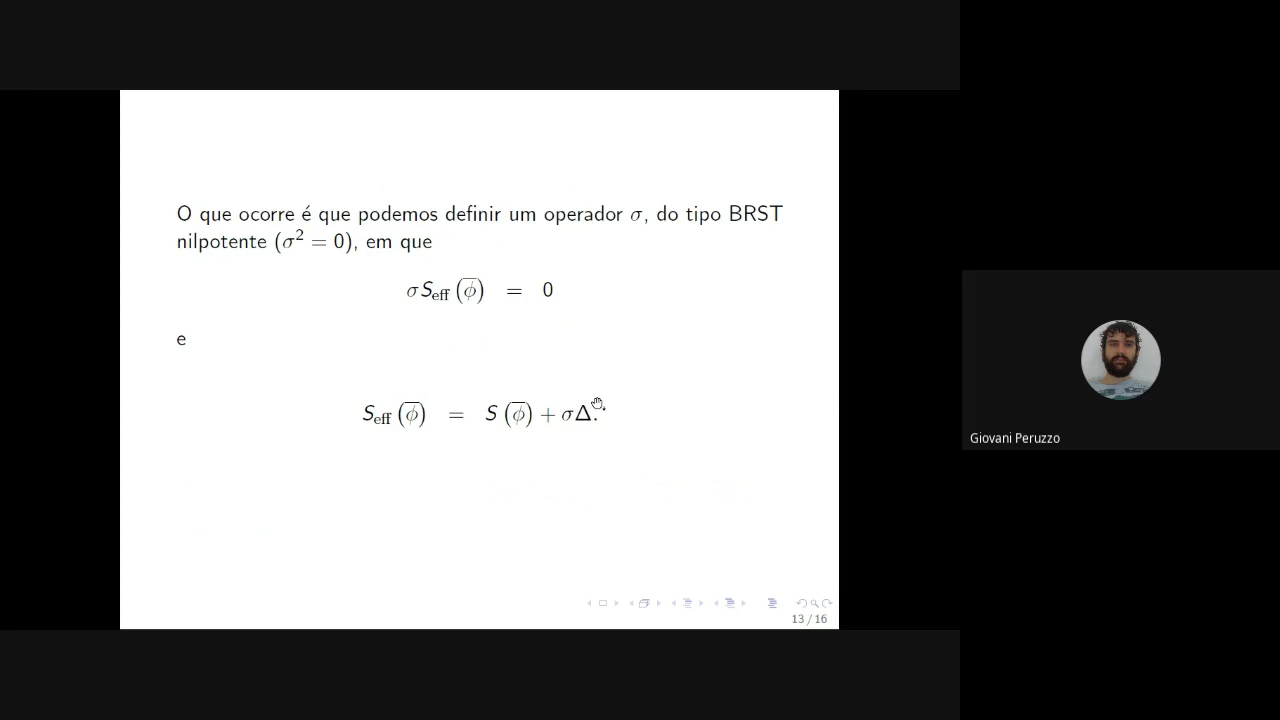 O que ocorre é que podemos definir um operador σ, do tipo BRST
nilpotente (σ² = 0), em que
σS_eff(ϕ̅) = 0
e
S_eff(ϕ̅) = S(ϕ̅) + σΔ.
13 / 16
Giovani Peruzzo